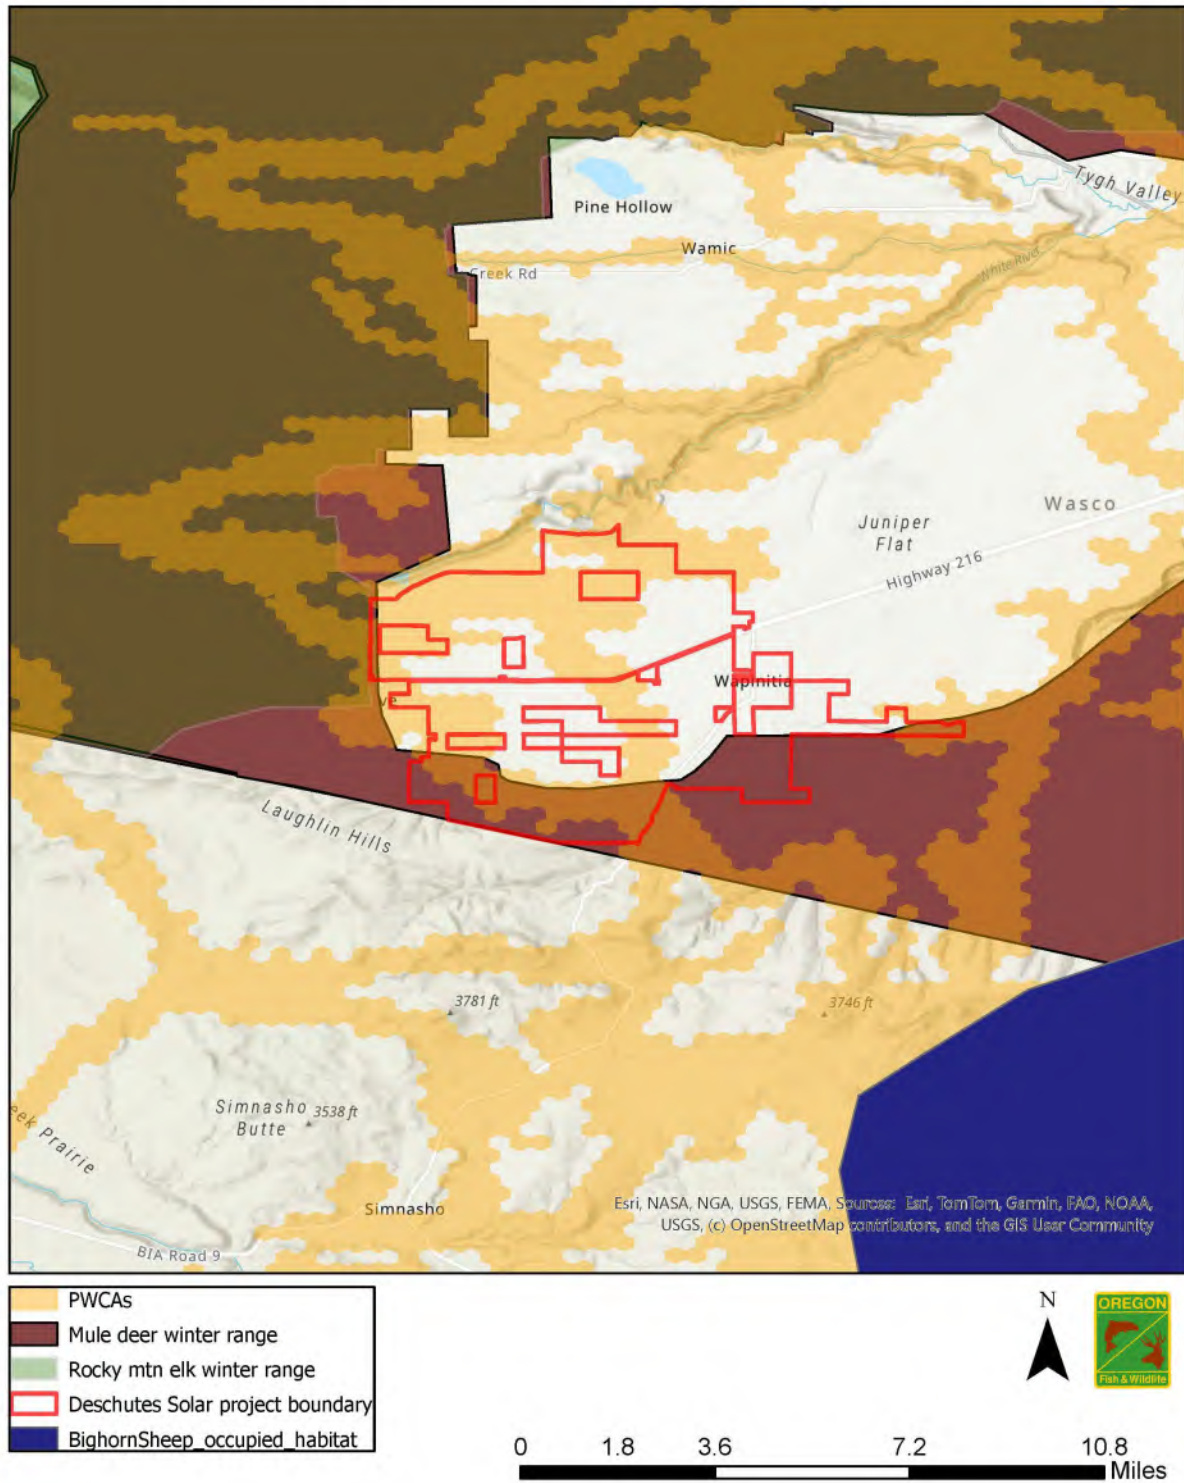 Tygh Valley
Pine Hollow
Wamic
Creek Rd
White River
Wasco
Juniper
Flat
Highway 216
Wapinitia
ve
Laughlin Hills
3781 ft
3746 ft
Simnasho
Butte
3538 ft
eek Prairie
Simnasho
Esri, NASA, NGA, USGS, FEMA, Sources: Esri, TomTom, Garmin, FAO, NOAA,
USGS, (c) OpenStreetMap contributors, and the GIS User Community
BIA Road 9
PWCAs
Mule deer winter range
Rocky mtn elk winter range
Deschutes Solar project boundary
BighornSheep_occupied_habitat
N
OREGON
Fish & Wildlife
0 1.8 3.6 7.2 10.8
Miles